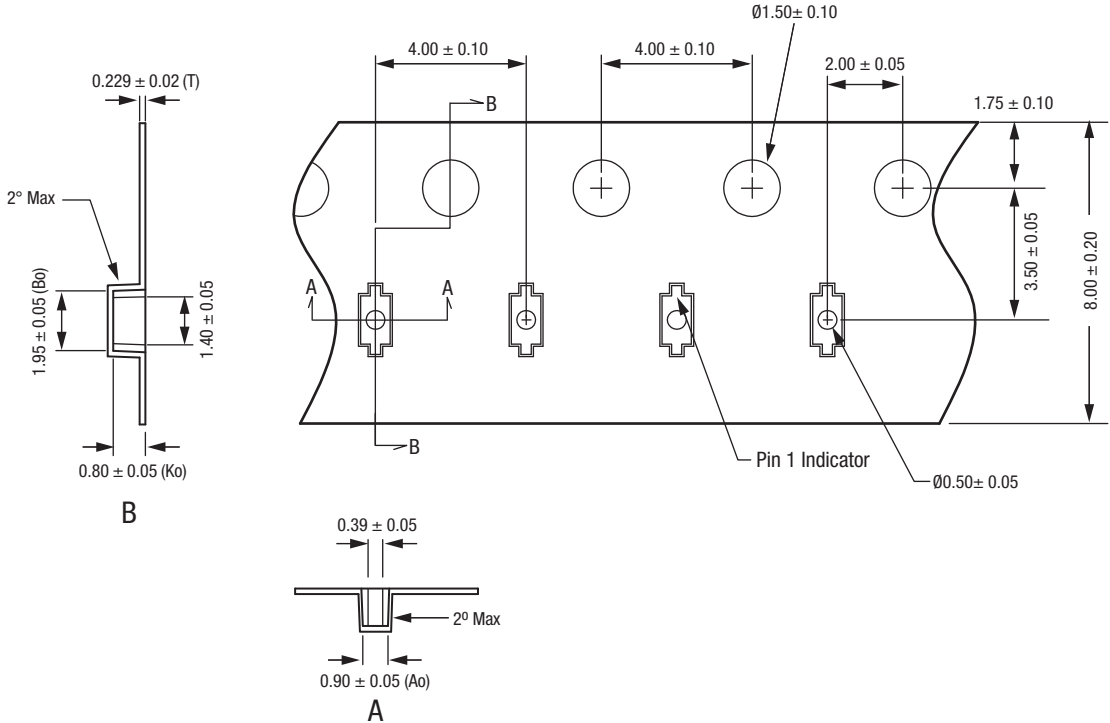 Ø1.50± 0.10
4.00 ± 0.10
4.00 ± 0.10
2.00 ± 0.05
0.229 ± 0.02 (T)
B
1.75 ± 0.10
2° Max
3.50 ± 0.05
8.00 ± 0.20
A
A
1.95 ± 0.05 (Bo)
1.40 ± 0.05
B
Pin 1 Indicator
0.80 ± 0.05 (Ko)
Ø0.50± 0.05
B
0.39 ± 0.05
2º Max
0.90 ± 0.05 (Ao)
A